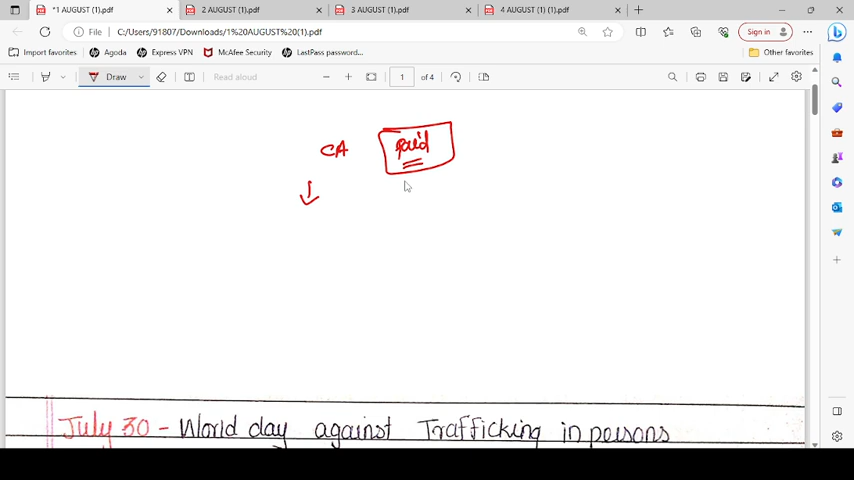 *1 AUGUST (1).pdf
2 AUGUST (1).pdf
3 AUGUST (1).pdf
4 AUGUST (1) (1).pdf
File C:/Users/91807/Downloads/1%20AUGUST%20(1).pdf
Sign in
Import favorites
Agoda
Express VPN
McAfee Security
LastPass password...
Other favorites
Draw
Read aloud
1 of 4
CA paid
July 30 - World day against Trafficking in persons